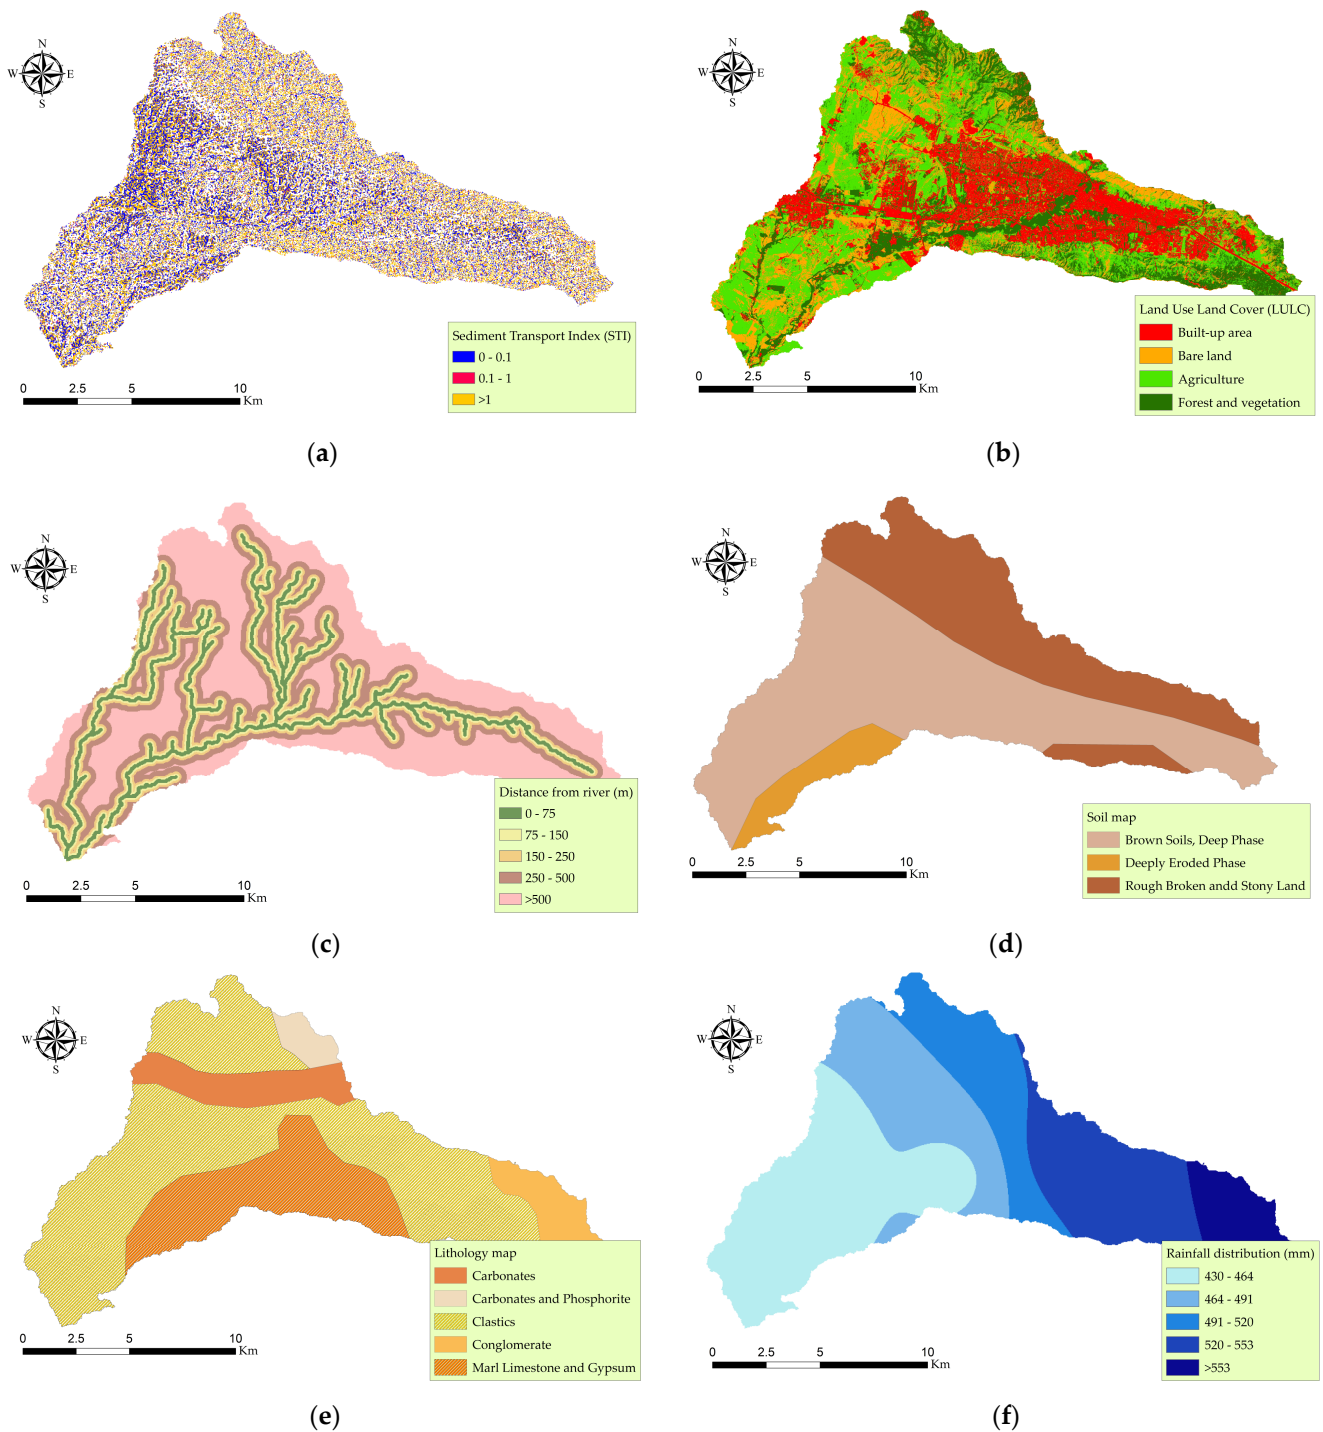 N
W E
S
Sediment Transport Index (STI)
0 - 0.1
0.1 - 1
>1
0 2.5 5 10
Km
(a)
N
W E
S
Land Use Land Cover (LULC)
Built-up area
Bare land
Agriculture
Forest and vegetation
0 2.5 5 10
Km
(b)
N
W E
S
Distance from river (m)
0 - 75
75 - 150
150 - 250
250 - 500
>500
0 2.5 5 10
Km
(c)
N
W E
S
Soil map
Brown Soils, Deep Phase
Deeply Eroded Phase
Rough Broken andd Stony Land
0 2.5 5 10
Km
(d)
N
W E
S
Lithology map
Carbonates
Carbonates and Phosphorite
Clastics
Conglomerate
Marl Limestone and Gypsum
0 2.5 5 10
Km
(e)
N
W E
S
Rainfall distribution (mm)
430 - 464
464 - 491
491 - 520
520 - 553
>553
0 2.5 5 10
Km
(f)